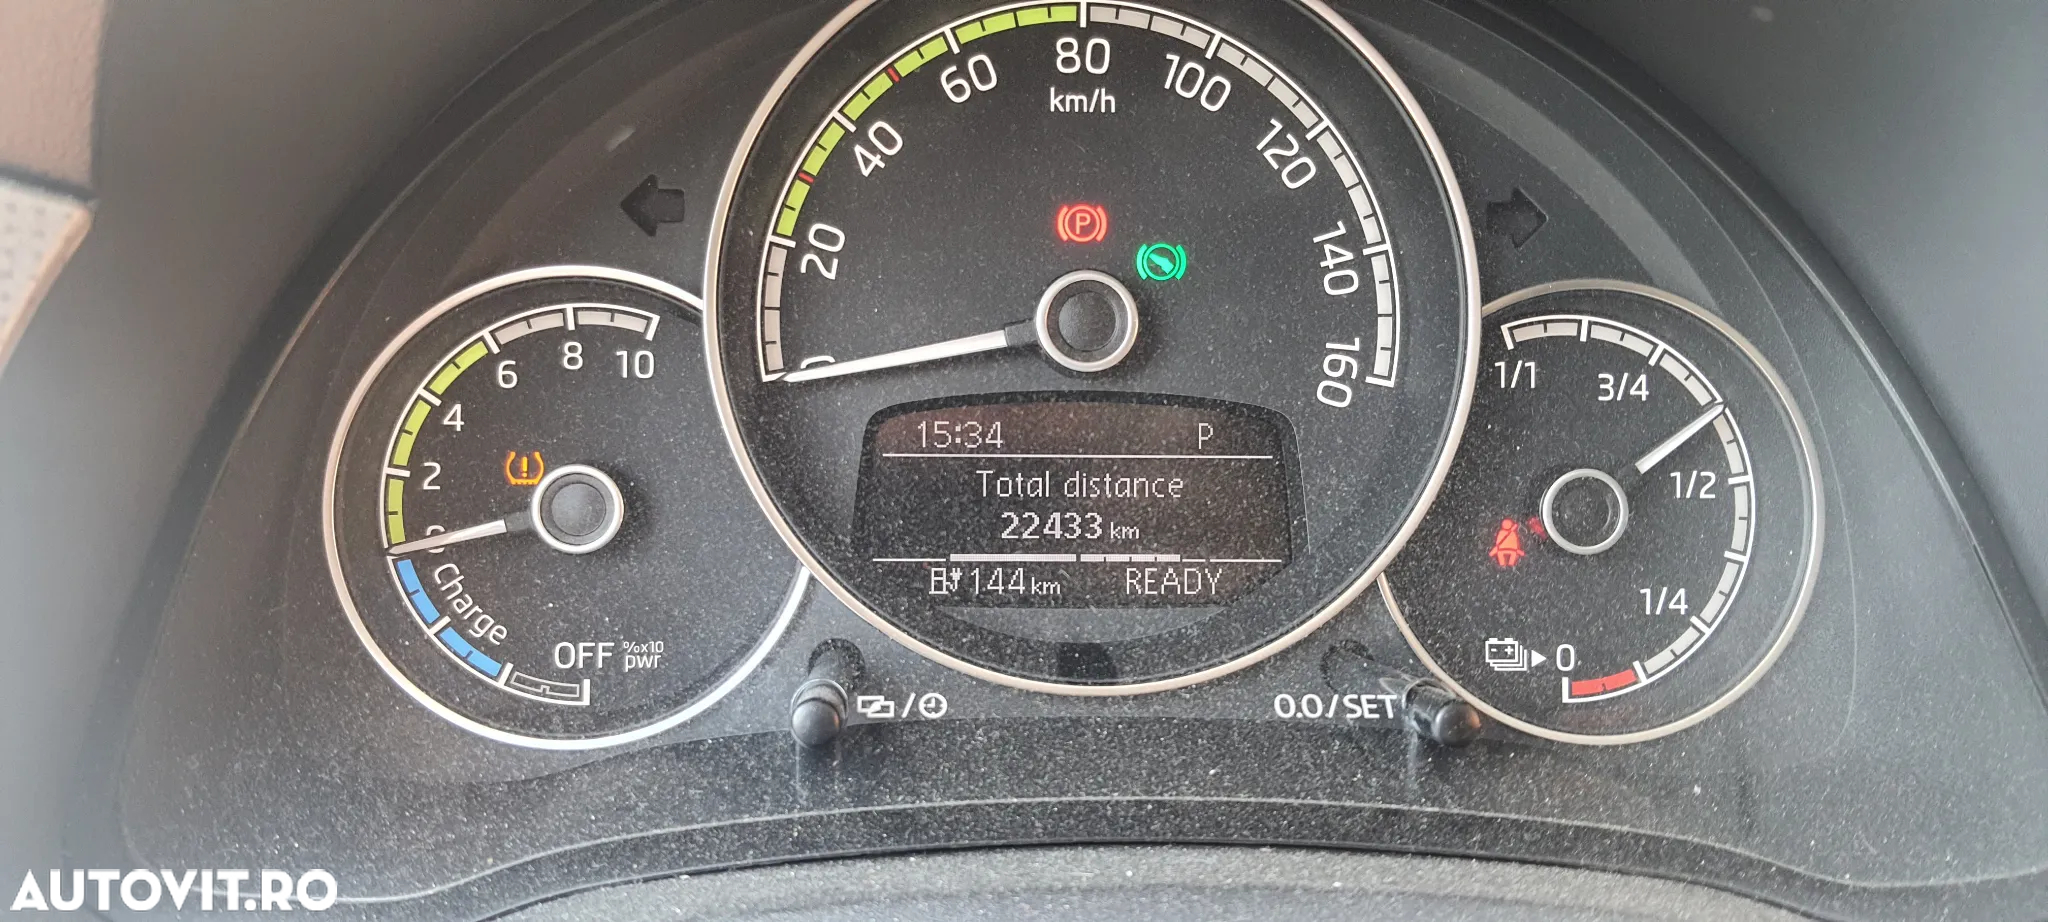 0
20
40
60
80
100
120
140
160
km/h
P
0
2
4
6
8
10
Charge
OFF %x10 pwr
15:34 P
Total distance
22433 km
144 km READY
1/1
3/4
1/2
1/4
0
0.0/SET
AUTOVIT.RO